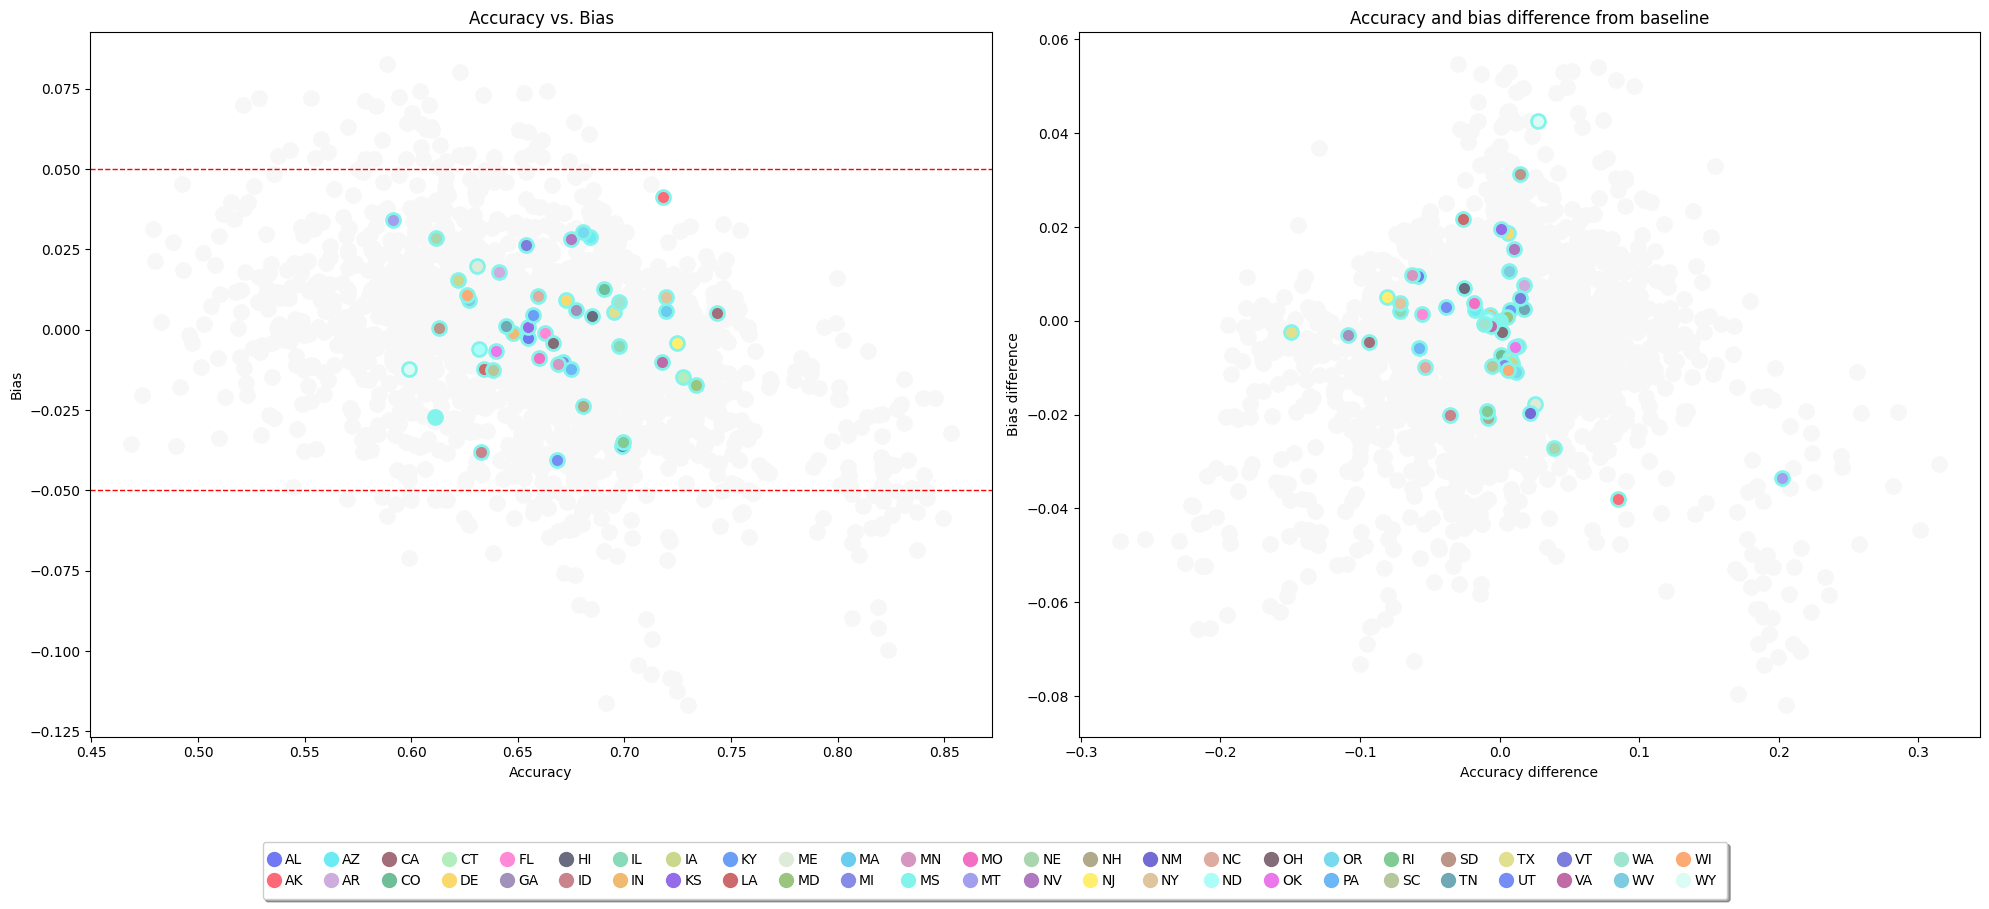 Accuracy vs. Bias
0.075
0.050
0.025
0.000
−0.025
−0.050
−0.075
−0.100
−0.125
Bias
0.45 0.50 0.55 0.60 0.65 0.70 0.75 0.80 0.85
Accuracy
Accuracy and bias difference from baseline
0.06
0.04
0.02
0.00
−0.02
−0.04
−0.06
−0.08
Bias difference
−0.3 −0.2 −0.1 0.0 0.1 0.2 0.3
Accuracy difference
AL AZ CA CT FL HI IL IA KY ME MA MN MO NE NH NM NC OH OR RI SD TX VT WA WI
AK AR CO DE GA ID IN KS LA MD MI MS MT NV NJ NY ND OK PA SC TN UT VA WV WY